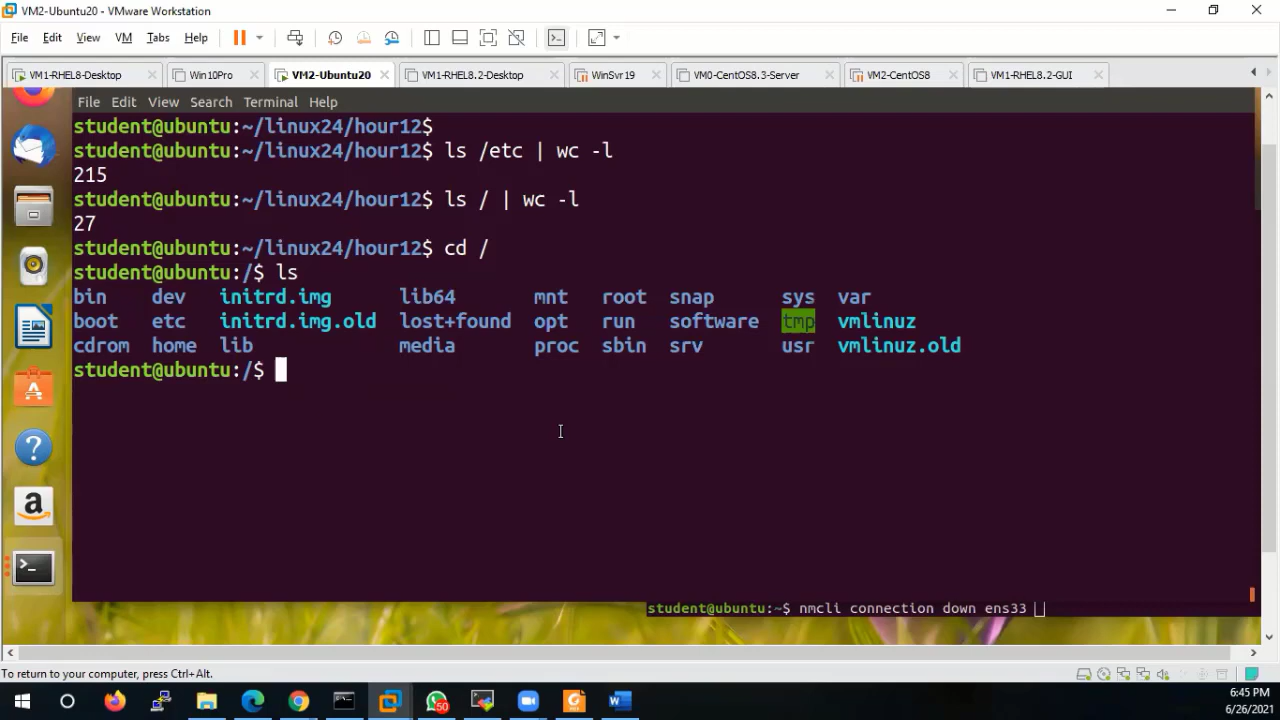 VM2-Ubuntu20 - VMware Workstation
File Edit View VM Tabs Help
VM1-RHEL8-Desktop Win10Pro VM2-Ubuntu20 VM1-RHEL8.2-Desktop WinSvr19 VM0-CentOS8.3-Server VM2-CentOS8 VM1-RHEL8.2-GUI
File Edit View Search Terminal Help
student@ubuntu:~/linux24/hour12$
student@ubuntu:~/linux24/hour12$ ls /etc | wc -l
215
student@ubuntu:~/linux24/hour12$ ls / | wc -l
27
student@ubuntu:~/linux24/hour12$ cd /
student@ubuntu:/$ ls
bin dev initrd.img lib64 mnt root snap sys var
boot etc initrd.img.old lost+found opt run software tmp vmlinuz
cdrom home lib media proc sbin srv usr vmlinuz.old
student@ubuntu:/$
student@ubuntu:~$ nmcli connection down ens33
To return to your computer, press Ctrl+Alt.
50
6:45 PM
6/26/2021